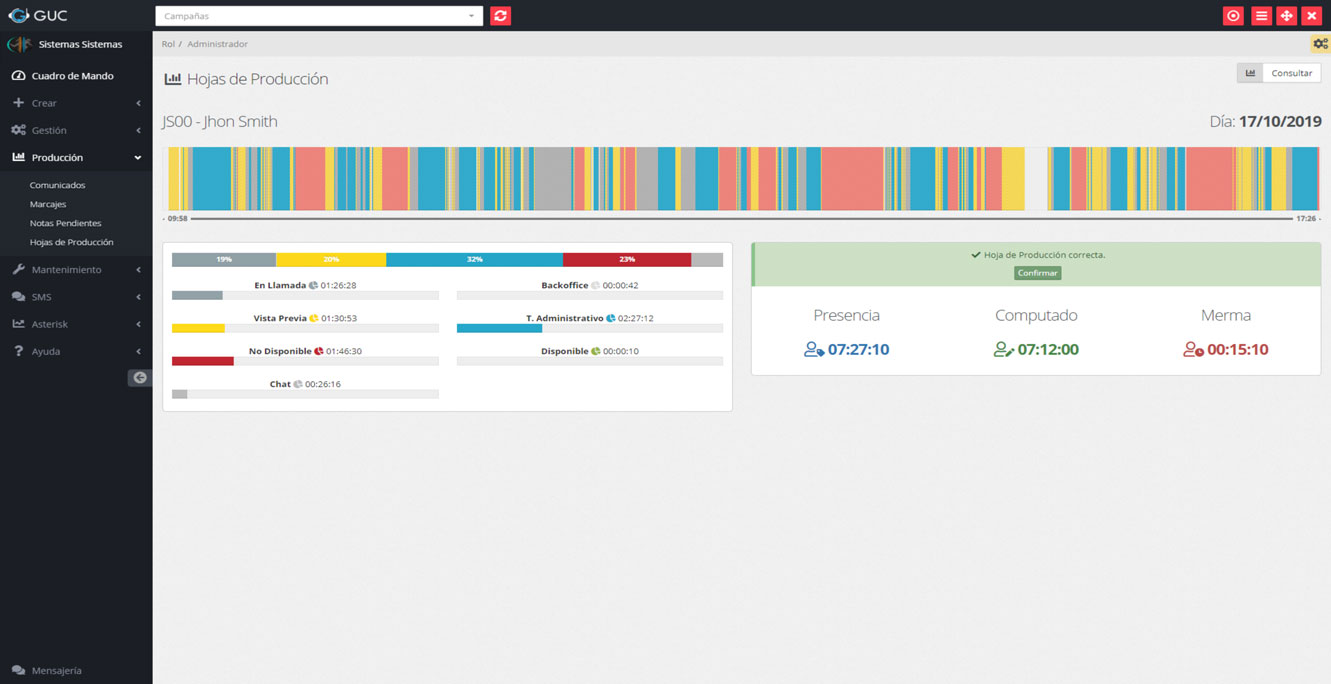 GUC
Campañas
Sistemas Sistemas
Cuadro de Mando
Crear
Gestión
Producción
Comunicados
Marcajes
Notas Pendientes
Hojas de Producción
Mantenimiento
SMS
Asterisk
Ayuda
Mensajería
Rol / Administrador
Hojas de Producción
Consultar
JS00 - Jhon Smith
Día: 17/10/2019
09:58
17:26
19% 20% 32% 23%
En Llamada 01:26:28
Backoffice 00:00:42
Vista Previa 01:30:53
T. Administrativo 02:27:12
No Disponible 01:46:30
Disponible 00:00:10
Chat 00:26:16
Hoja de Producción correcta.
Confirmar
Presencia Computado Merma
07:27:10 07:12:00 00:15:10